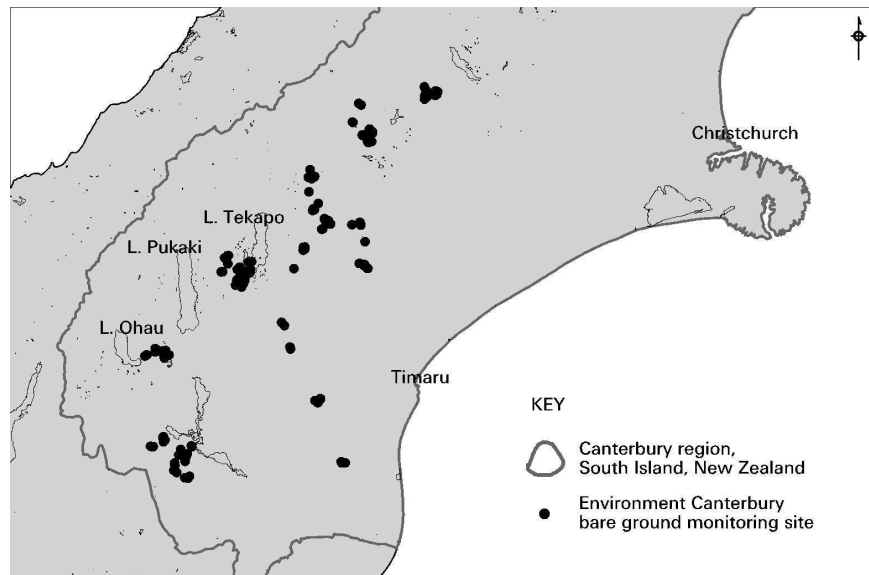 Christchurch
L. Tekapo
L. Pukaki
L. Ohau
Timaru
KEY
Canterbury region,
South Island, New Zealand
Environment Canterbury
bare ground monitoring site